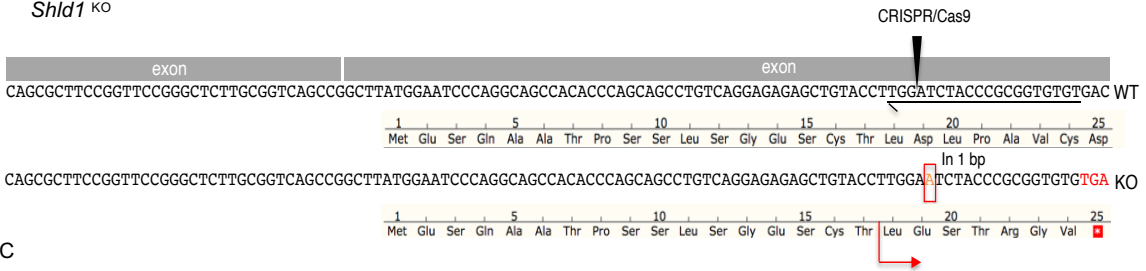 Shld1 KO
CRISPR/Cas9
exon exon
CAGCGCTTCCGGTTCCGGGCTCTTGCGGTCAGCCGGCTTATGGAATCCCAGGCAGCCACACCCAGCAGCCTGTCAGGAGAGAGCTGTACCTTGGATCTACCCGCGGTGTGTGAC WT
1 5 10 15 20 25
Met Glu Ser Gln Ala Ala Thr Pro Ser Ser Leu Ser Gly Glu Ser Cys Thr Leu Asp Leu Pro Ala Val Cys Asp
In 1 bp
CAGCGCTTCCGGTTCCGGGCTCTTGCGGTCAGCCGGCTTATGGAATCCCAGGCAGCCACACCCAGCAGCCTGTCAGGAGAGAGCTGTACCTTGGAATCTACCCGCGGTGTGTGA KO
1 5 10 15 20 25
Met Glu Ser Gln Ala Ala Thr Pro Ser Ser Leu Ser Gly Glu Ser Cys Thr Leu Glu Ser Thr Arg Gly Val *
C